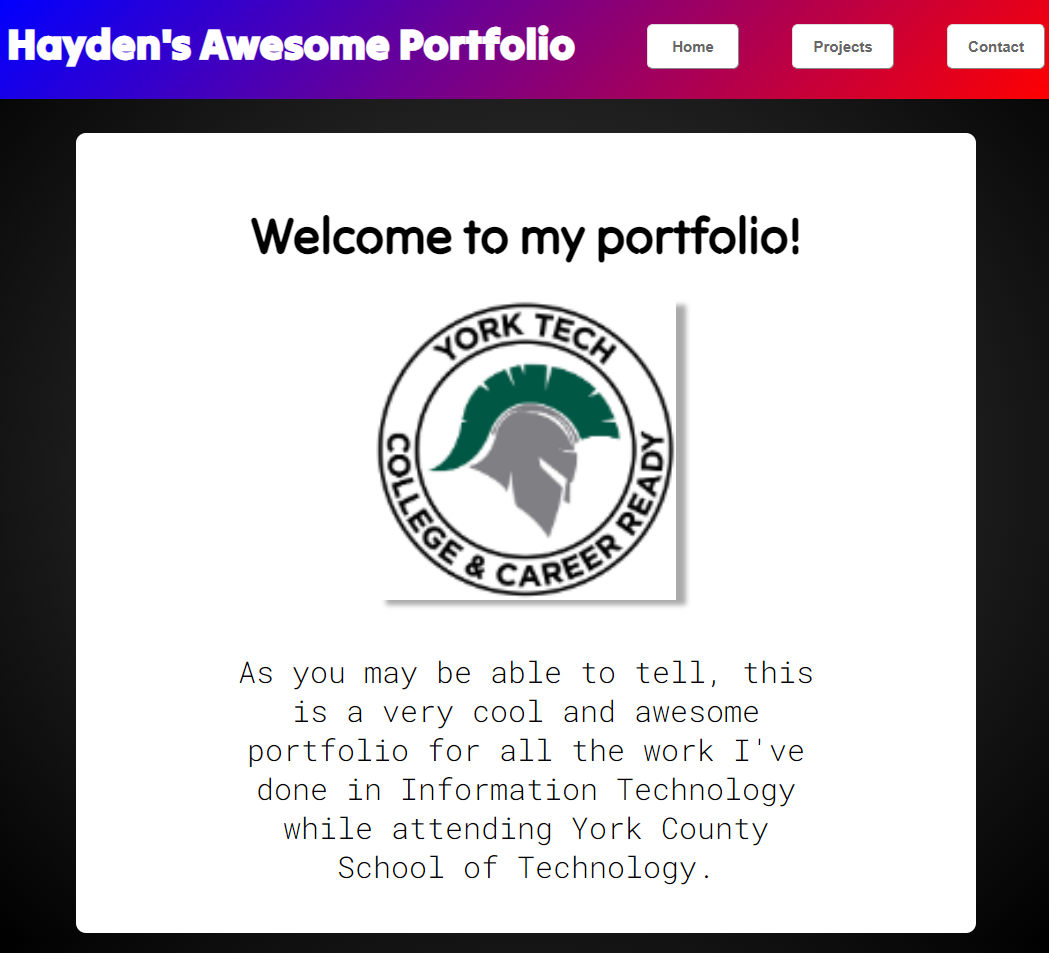 Hayden's Awesome Portfolio
Home
Projects
Contact
Welcome to my portfolio!
YORK TECH
COLLEGE & CAREER READY
As you may be able to tell, this
is a very cool and awesome
portfolio for all the work I've
done in Information Technology
while attending York County
School of Technology.